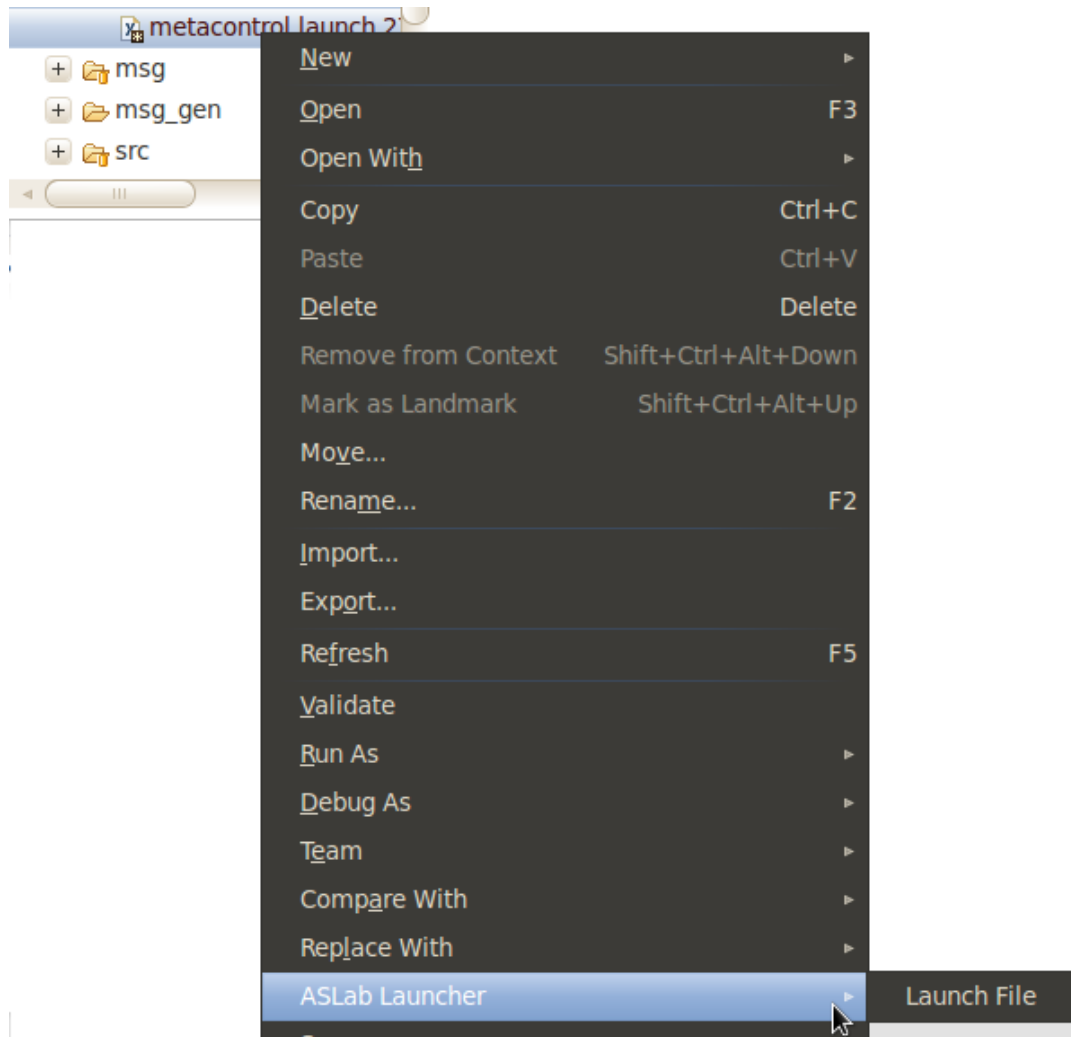 metacontrol.launch 2
msg
msg_gen
src
New
Open F3
Open With
Copy Ctrl+C
Paste Ctrl+V
Delete Delete
Remove from Context Shift+Ctrl+Alt+Down
Mark as Landmark Shift+Ctrl+Alt+Up
Move...
Rename... F2
Import...
Export...
Refresh F5
Validate
Run As
Debug As
Team
Compare With
Replace With
ASLab Launcher Launch File